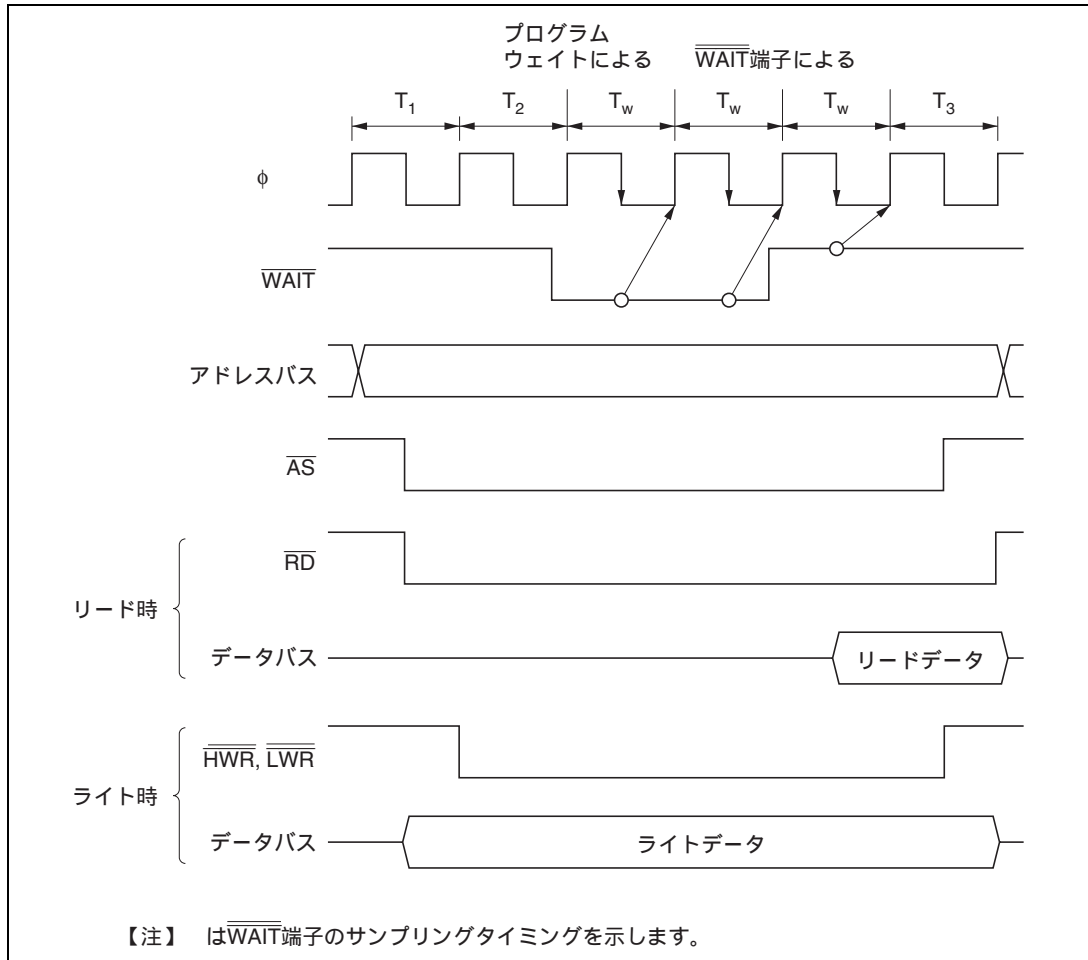 プログラム
ウェイトによる WAIT端子による
T1 T2 Tw Tw Tw T3
φ
WAIT
アドレスバス
AS
RD
リード時
データバス リードデータ
HWR, LWR
ライト時
データバス ライトデータ
【注】 はWAIT端子のサンプリングタイミングを示します。